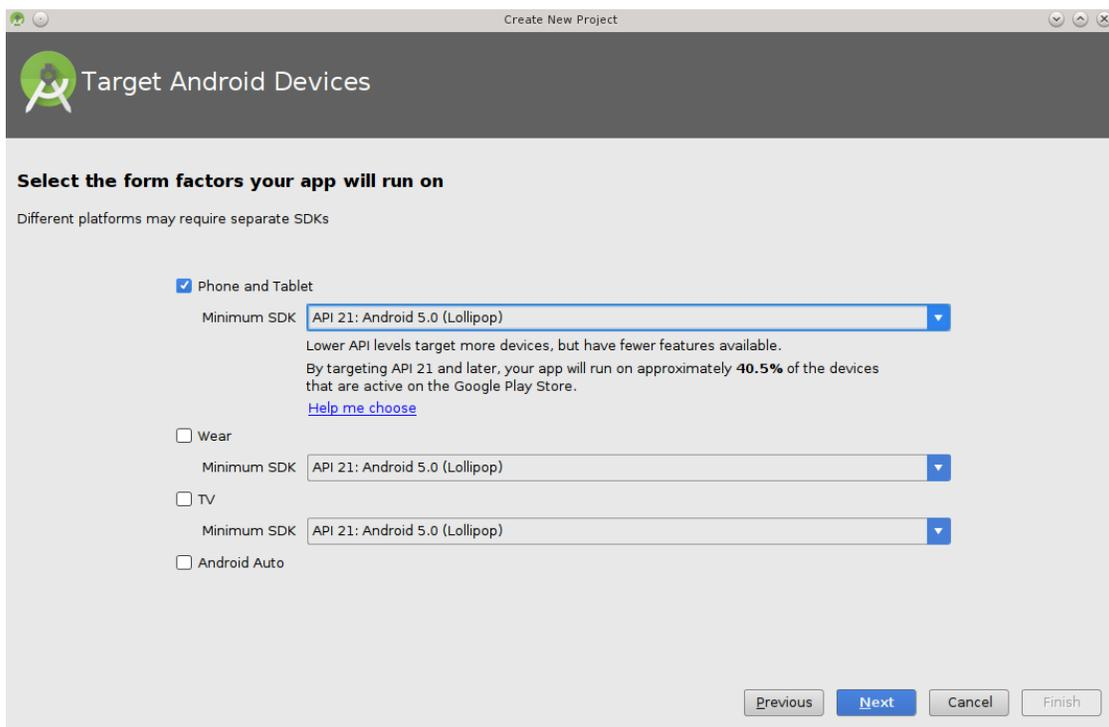 Create New Project
Target Android Devices
Select the form factors your app will run on
Different platforms may require separate SDKs
Phone and Tablet
Minimum SDK API 21: Android 5.0 (Lollipop)
Lower API levels target more devices, but have fewer features available.
By targeting API 21 and later, your app will run on approximately 40.5% of the devices
that are active on the Google Play Store.
Help me choose
Wear
Minimum SDK API 21: Android 5.0 (Lollipop)
TV
Minimum SDK API 21: Android 5.0 (Lollipop)
Android Auto
Previous Next Cancel Finish